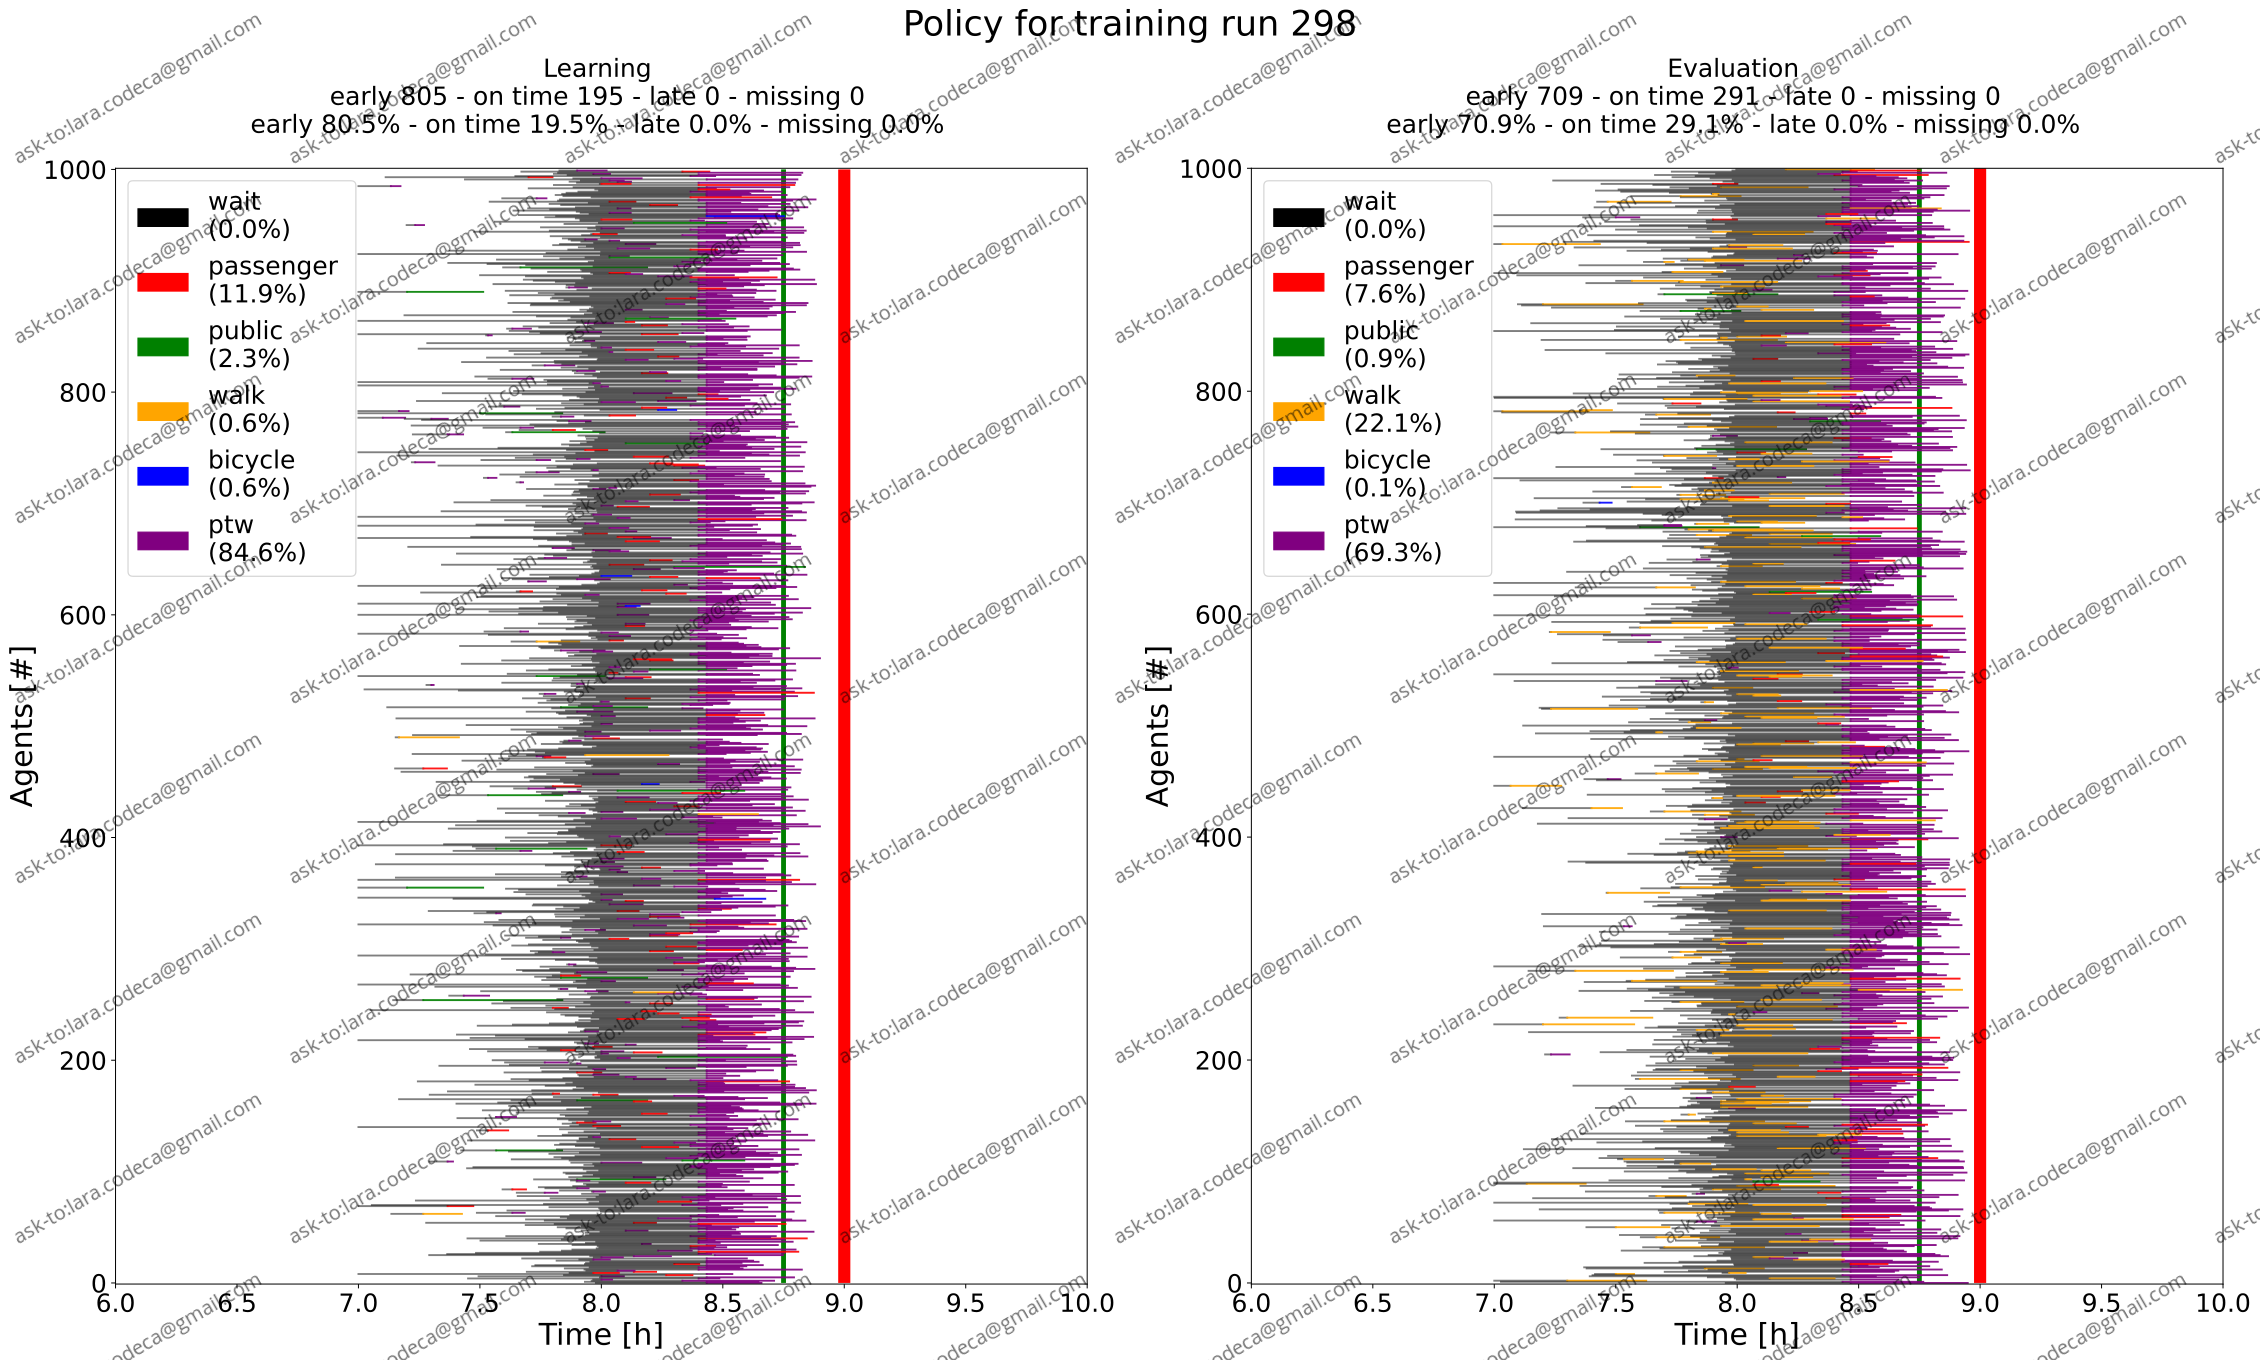 Policy for training run 298
Learning
early 805 - on time 195 - late 0 - missing 0
early 80.5% - on time 19.5% - late 0.0% - missing 0.0%
1000
800
600
400
200
0
Agents [#]
wait
(0.0%)
passenger
(11.9%)
public
(2.3%)
walk
(0.6%)
bicycle
(0.6%)
ptw
(84.6%)
6.0 6.5 7.0 7.5 8.0 8.5 9.0 9.5 10.0
Time [h]
Evaluation
early 709 - on time 291 - late 0 - missing 0
early 70.9% - on time 29.1% - late 0.0% - missing 0.0%
1000
800
600
400
200
0
Agents [#]
wait
(0.0%)
passenger
(7.6%)
public
(0.9%)
walk
(22.1%)
bicycle
(0.1%)
ptw
(69.3%)
6.0 6.5 7.0 7.5 8.0 8.5 9.0 9.5 10.0
Time [h]
ask-to:lara.codeca@gmail.com